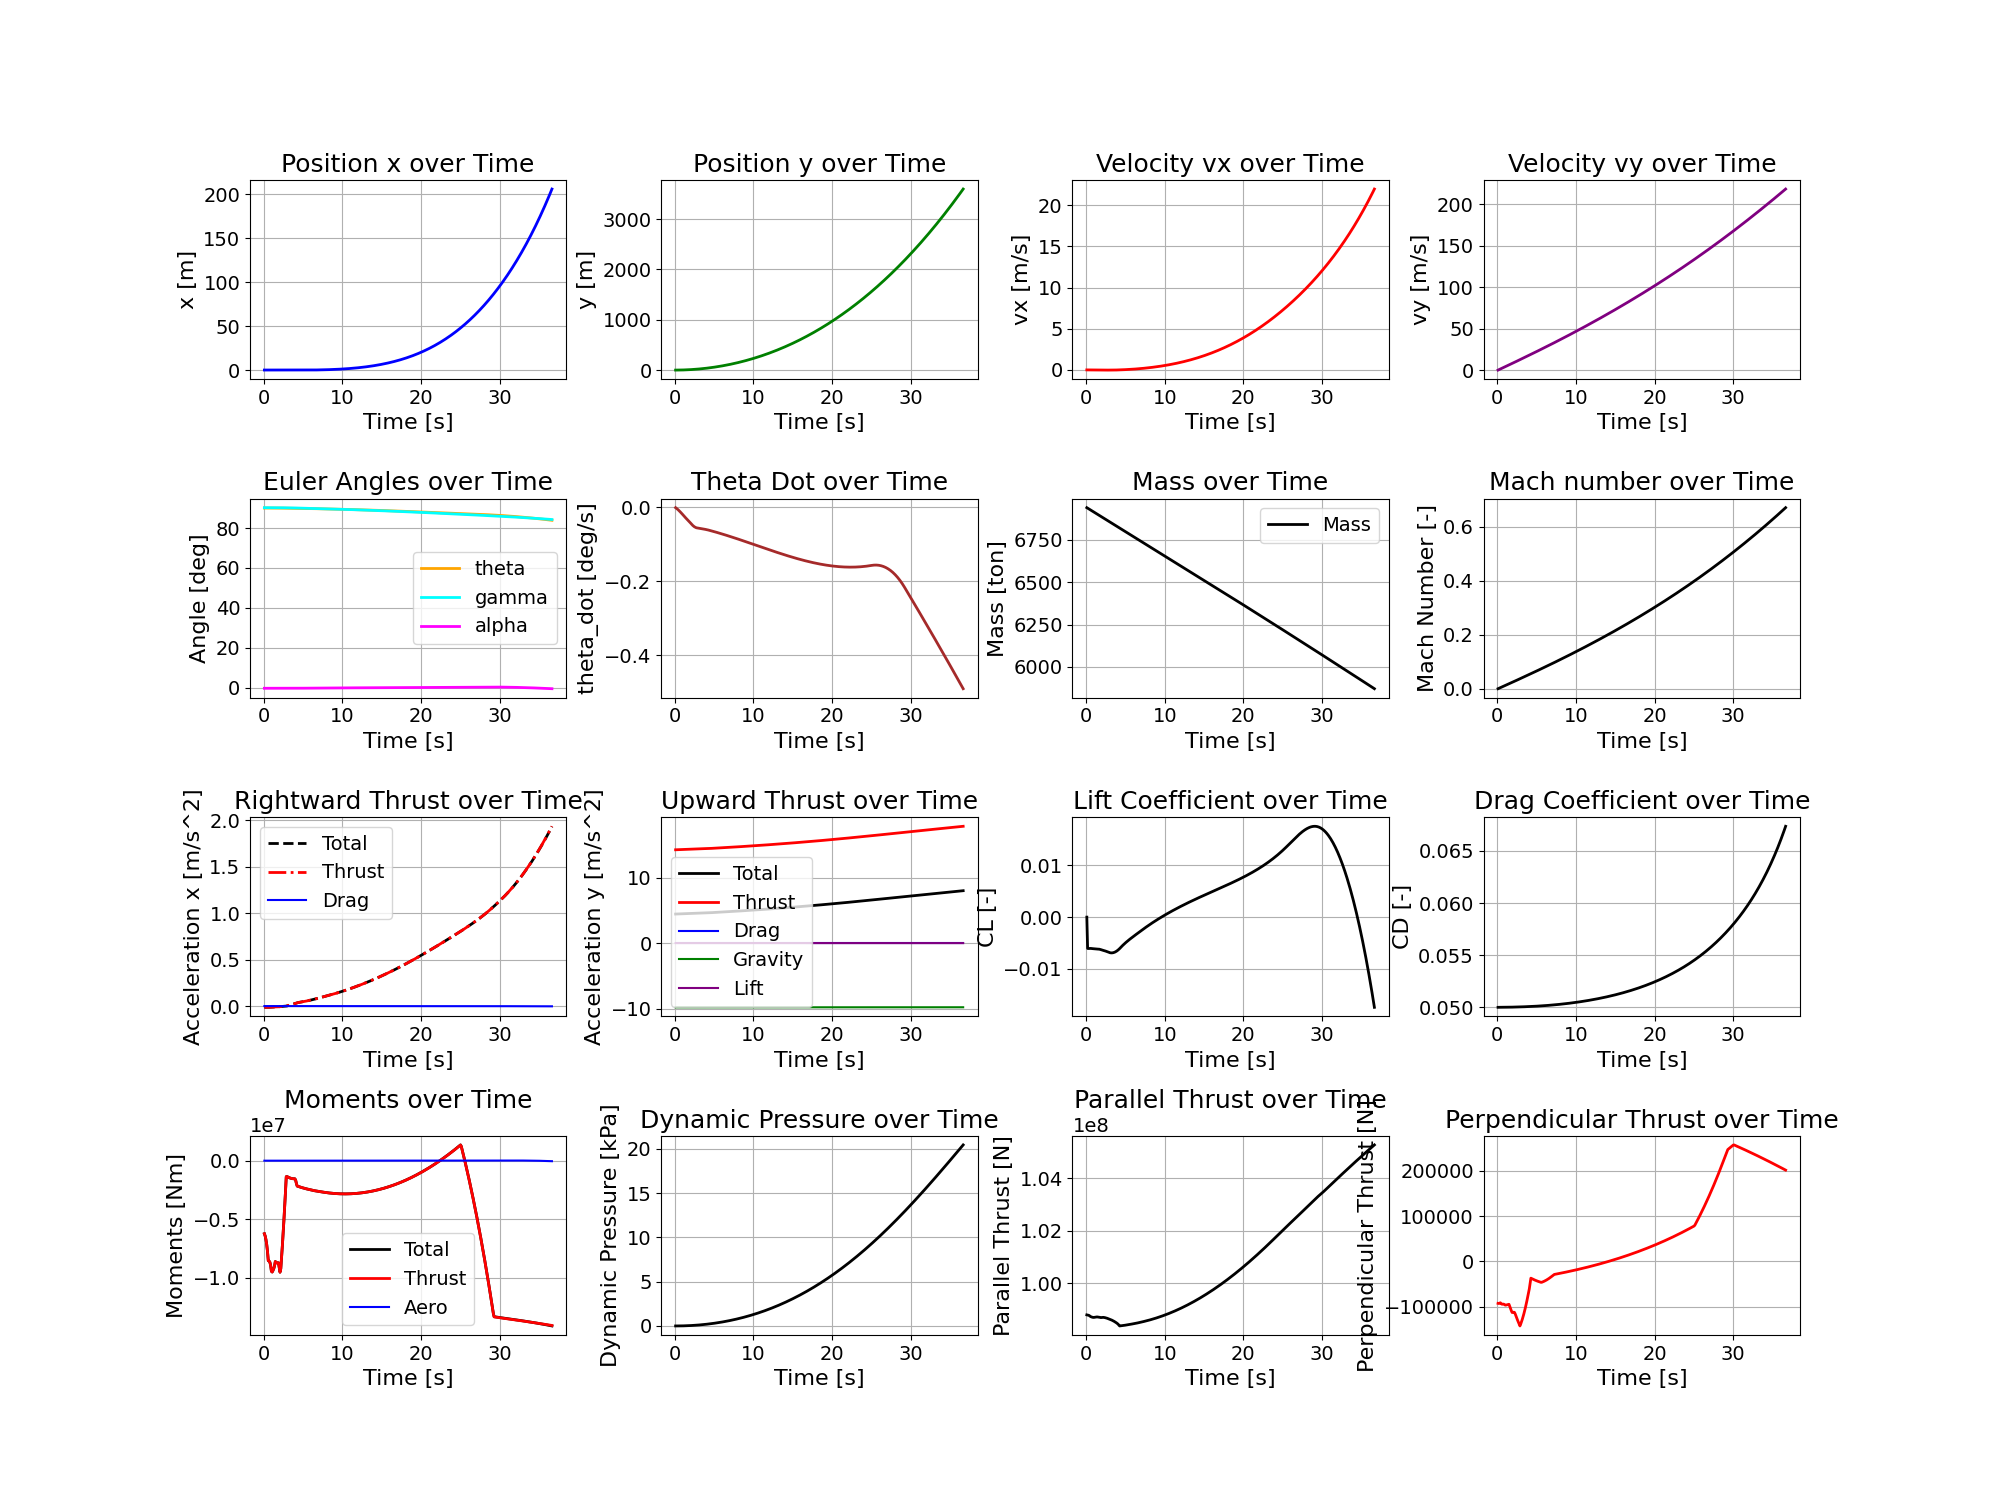 Position x over Time
x [m]
200
150
100
50
0
0 10 20 30
Time [s]
Position y over Time
y [m]
3000
2000
1000
0
0 10 20 30
Time [s]
Velocity vx over Time
vx [m/s]
20
15
10
5
0
0 10 20 30
Time [s]
Velocity vy over Time
vy [m/s]
200
150
100
50
0
0 10 20 30
Time [s]
Euler Angles over Time
Angle [deg]
80
60
40
20
0
theta
gamma
alpha
0 10 20 30
Time [s]
Theta Dot over Time
theta_dot [deg/s]
0.0
−0.2
−0.4
0 10 20 30
Time [s]
Mass over Time
Mass [ton]
6750
6500
6250
6000
Mass
0 10 20 30
Time [s]
Mach number over Time
Mach Number [-]
0.6
0.4
0.2
0.0
0 10 20 30
Time [s]
Rightward Thrust over Time
Acceleration x [m/s^2]
2.0
1.5
1.0
0.5
0.0
Total
Thrust
Drag
0 10 20 30
Time [s]
Upward Thrust over Time
Acceleration y [m/s^2]
10
0
−10
Total
Thrust
Drag
Gravity
Lift
0 10 20 30
Time [s]
Lift Coefficient over Time
CL [-]
0.01
0.00
−0.01
0 10 20 30
Time [s]
Drag Coefficient over Time
CD [-]
0.065
0.060
0.055
0.050
0 10 20 30
Time [s]
Moments over Time
1e7
Moments [Nm]
0.0
−0.5
−1.0
Total
Thrust
Aero
0 10 20 30
Time [s]
Dynamic Pressure over Time
Dynamic Pressure [kPa]
20
15
10
5
0
0 10 20 30
Time [s]
Parallel Thrust over Time
1e8
Parallel Thrust [N]
1.04
1.02
1.00
0 10 20 30
Time [s]
Perpendicular Thrust over Time
Perpendicular Thrust [N]
200000
100000
0
−100000
0 10 20 30
Time [s]